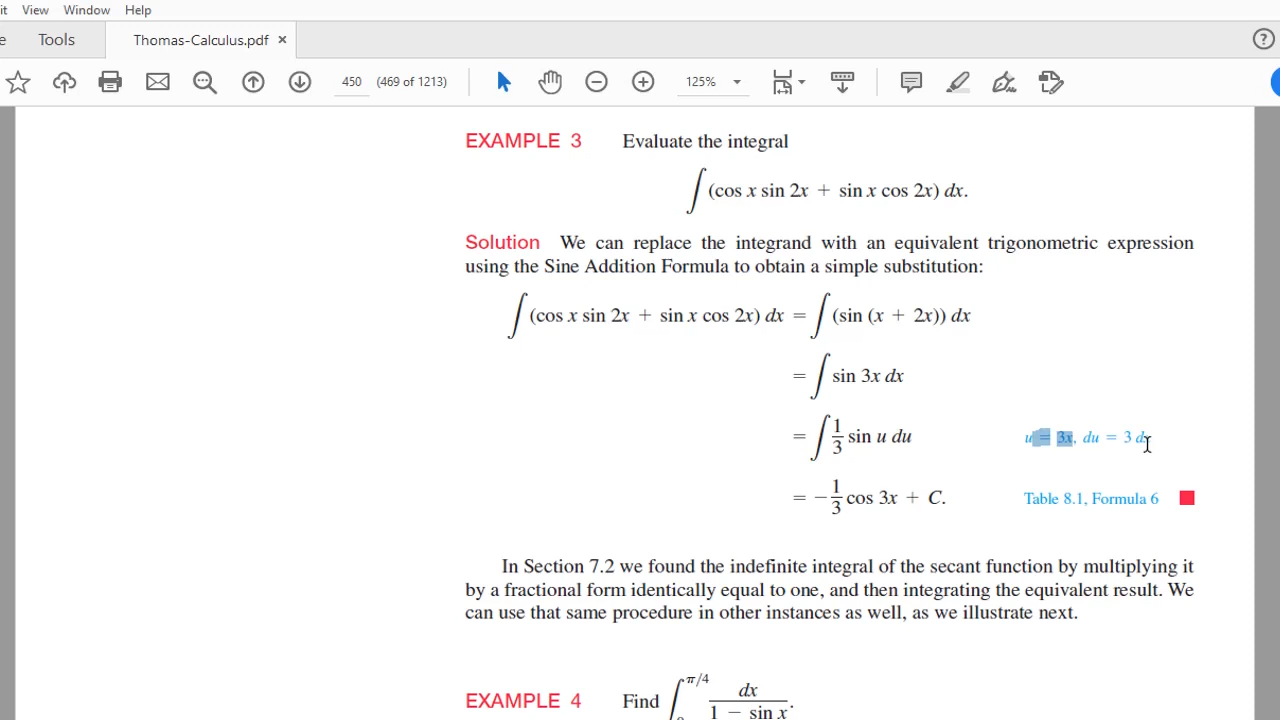 it View Window Help
e Tools Thomas-Calculus.pdf ×
450 (469 of 1213) 125%
EXAMPLE 3 Evaluate the integral
∫ (cos x sin 2x + sin x cos 2x) dx.
Solution We can replace the integrand with an equivalent trigonometric expression
using the Sine Addition Formula to obtain a simple substitution:
∫ (cos x sin 2x + sin x cos 2x) dx = ∫ (sin (x + 2x)) dx
= ∫ sin 3x dx
= ∫ 1/3 sin u du u = 3x, du = 3 dx
= −1/3 cos 3x + C. Table 8.1, Formula 6
In Section 7.2 we found the indefinite integral of the secant function by multiplying it
by a fractional form identically equal to one, and then integrating the equivalent result. We
can use that same procedure in other instances as well, as we illustrate next.
EXAMPLE 4 Find ∫₀^(π/4) dx/(1 − sin x).